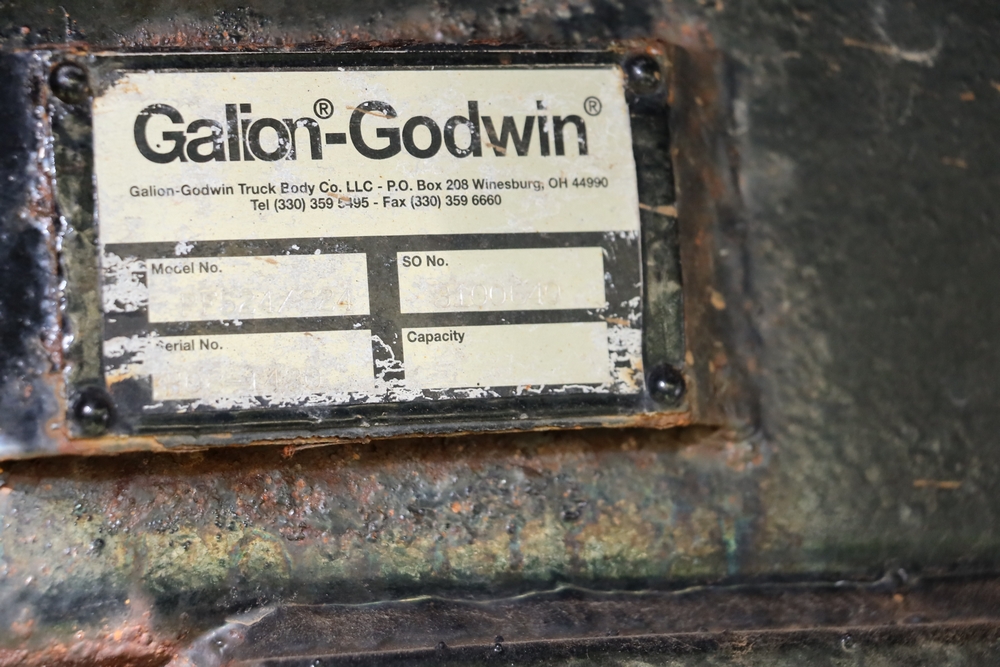 Galion®-Godwin®
Galion-Godwin Truck Body Co. LLC - P.O. Box 208 Winesburg, OH 44990
Tel (330) 359 5495 - Fax (330) 359 6660
Model No.
SO No.
Serial No.
Capacity